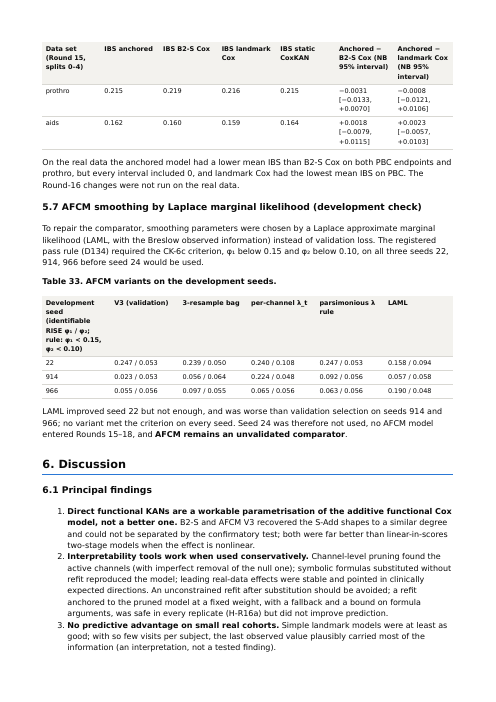 Data set (Round 15, splits 0–4) IBS anchored IBS B2-S Cox IBS landmark Cox IBS static CoxKAN Anchored − B2-S Cox (NB 95% interval) Anchored − landmark Cox (NB 95% interval)
prothro 0.215 0.219 0.216 0.215 −0.0031 [−0.0133, +0.0070] −0.0008 [−0.0121, +0.0106]
aids 0.162 0.160 0.159 0.164 +0.0018 [−0.0079, +0.0115] +0.0023 [−0.0057, +0.0103]
On the real data the anchored model had a lower mean IBS than B2-S Cox on both PBC endpoints and
prothro, but every interval included 0, and landmark Cox had the lowest mean IBS on PBC. The
Round-16 changes were not run on the real data.
5.7 AFCM smoothing by Laplace marginal likelihood (development check)
To repair the comparator, smoothing parameters were chosen by a Laplace approximate marginal
likelihood (LAML, with the Breslow observed information) instead of validation loss. The registered
pass rule (D134) required the CK-6c criterion, φ₁ below 0.15 and φ₂ below 0.10, on all three seeds 22,
914, 966 before seed 24 would be used.
Table 33. AFCM variants on the development seeds.
Development seed (identifiable RISE φ₁ / φ₂; rule: φ₁ < 0.15, φ₂ < 0.10) V3 (validation) 3-resample bag per-channel λ_t parsimonious λ rule LAML
22 0.247 / 0.053 0.239 / 0.050 0.240 / 0.108 0.247 / 0.053 0.158 / 0.094
914 0.023 / 0.056 0.056 / 0.064 0.224 / 0.048 0.092 / 0.056 0.057 / 0.058
966 0.055 / 0.056 0.097 / 0.055 0.065 / 0.056 0.063 / 0.056 0.190 / 0.048
LAML improved seed 22 but not enough, and was worse than validation selection on seeds 914 and
966; no variant met the criterion on every seed. Seed 24 was therefore not used, no AFCM model
entered Rounds 15–18, and AFCM remains an unvalidated comparator.
6. Discussion
6.1 Principal findings
1. Direct functional KANs are a workable parametrisation of the additive functional Cox
model, not a better one. B2-S and AFCM V3 recovered the S-Add shapes to a similar degree
and could not be separated by the confirmatory test; both were far better than linear-in-scores
two-stage models when the effect is nonlinear.
2. Interpretability tools work when used conservatively. Channel-level pruning found the
active channels (with imperfect removal of the null one); symbolic formulas substituted without
refit reproduced the model; leading real-data effects were stable and pointed in clinically
expected directions. An unconstrained refit after substitution should be avoided; a refit
anchored to the pruned model at a fixed weight, with a fallback and a bound on formula
arguments, was safe in every replicate (H-R16a) but did not improve prediction.
3. No predictive advantage on small real cohorts. Simple landmark models were at least as
good; with so few visits per subject, the last observed value plausibly carried most of the
information (an interpretation, not a tested finding).